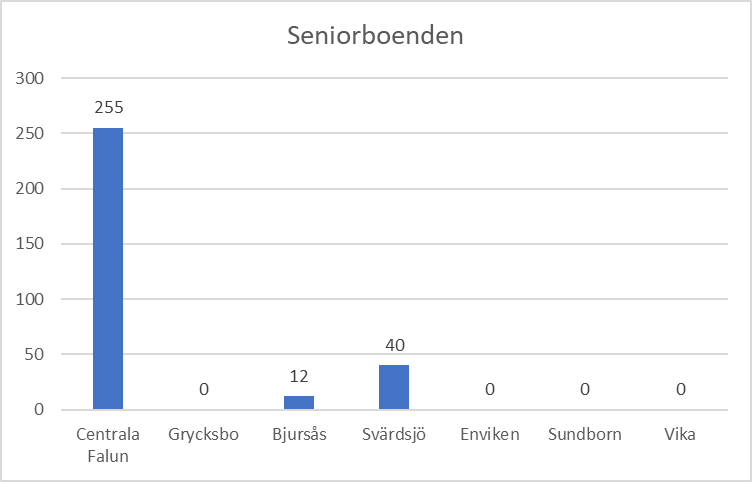 Seniorboenden
300
250
200
150
100
50
0
255
0
12
40
0
0
0
Centrala
Falun
Grycksbo
Bjursås
Svärdsjö
Enviken
Sundborn
Vika